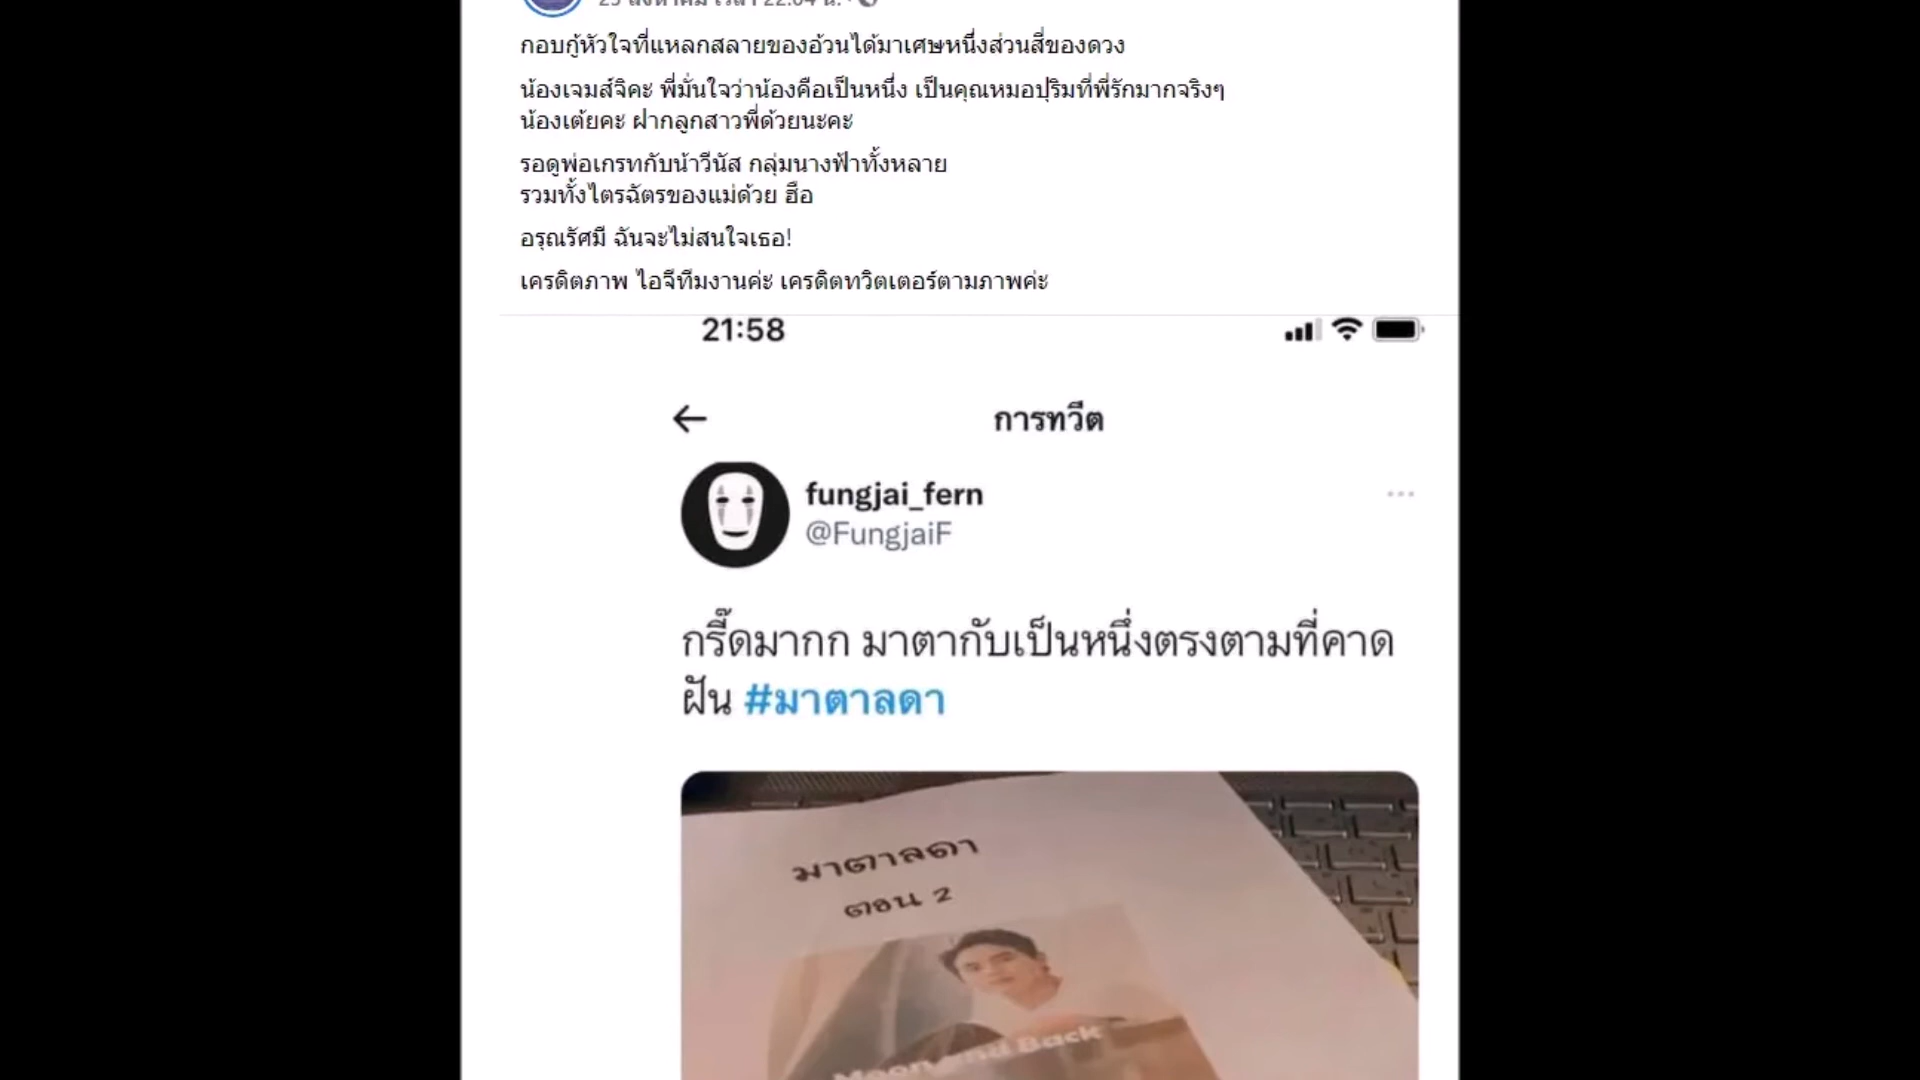 กอบกู้หัวใจที่แหลกสลายของอ้วนได้มาเศษหนึ่งส่วนสี่ของดวง
น้องเจมส์จิคะ พี่มั่นใจว่าน้องคือเป็นหนึ่ง เป็นคุณหมอปุริมที่พี่รักมากจริงๆ
น้องเต้ยคะ ฝากลูกสาวพี่ด้วยนะคะ
รอดูพ่อเกรทกับน้าวีนัส กลุ่มนางฟ้าทั้งหลาย
รวมทั้งไตรฉัตรของแม่ด้วย ฮือ
อรุณรัศมี ฉันจะไม่สนใจเธอ!
เครดิตภาพ ไอจีทีมงานค่ะ เครดิตทวิตเตอร์ตามภาพค่ะ
21:58
การทวีต
fungjai_fern
@FungjaiF
กรี๊ดมากก มาตากับเป็นหนึ่งตรงตามที่คาด
ฝัน #มาตาลดา
มาตาลดา
ตอน 2
Moon and Back